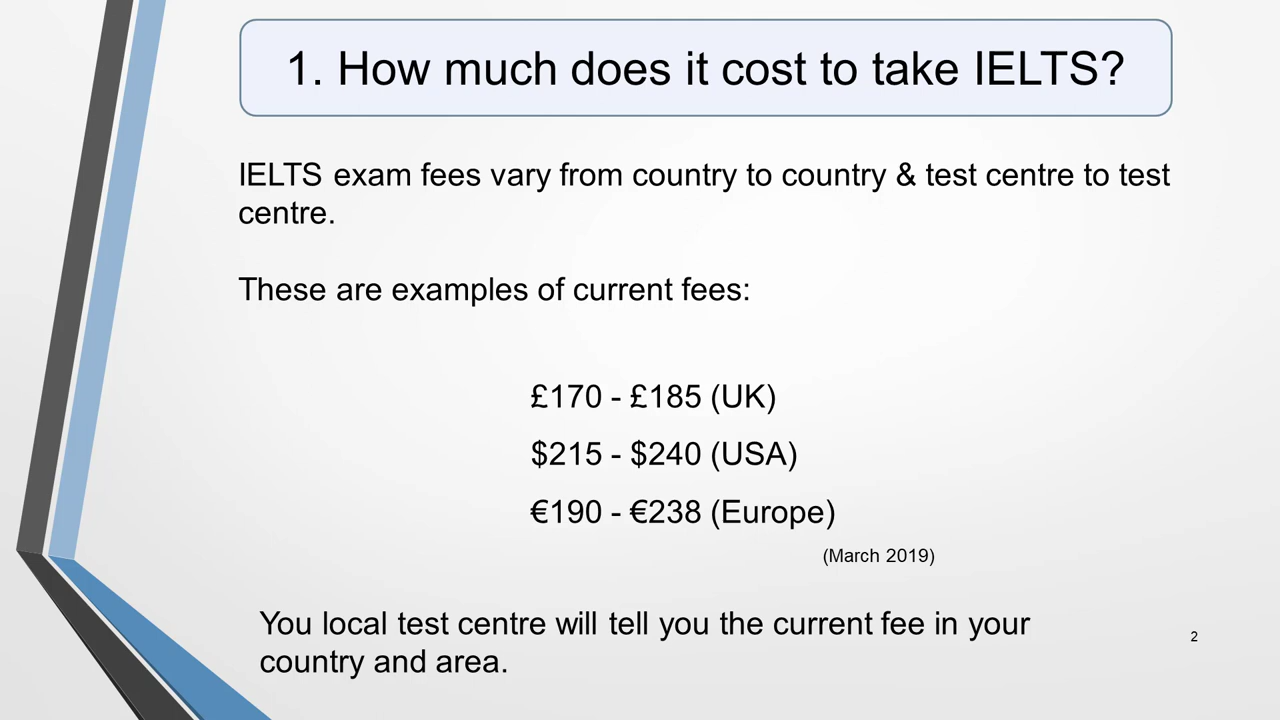 1. How much does it cost to take IELTS?
IELTS exam fees vary from country to country & test centre to test
centre.
These are examples of current fees:
£170 - £185 (UK)
$215 - $240 (USA)
€190 - €238 (Europe)
(March 2019)
You local test centre will tell you the current fee in your
country and area.
2